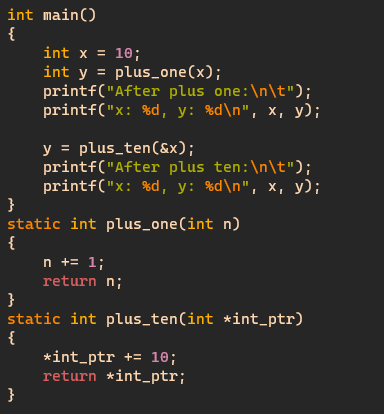 int main()
{
    int x = 10;
    int y = plus_one(x);
    printf("After plus one:\n\t");
    printf("x: %d, y: %d\n", x, y);

    y = plus_ten(&x);
    printf("After plus ten:\n\t");
    printf("x: %d, y: %d\n", x, y);
}
static int plus_one(int n)
{
    n += 1;
    return n;
}
static int plus_ten(int *int_ptr)
{
    *int_ptr += 10;
    return *int_ptr;
}